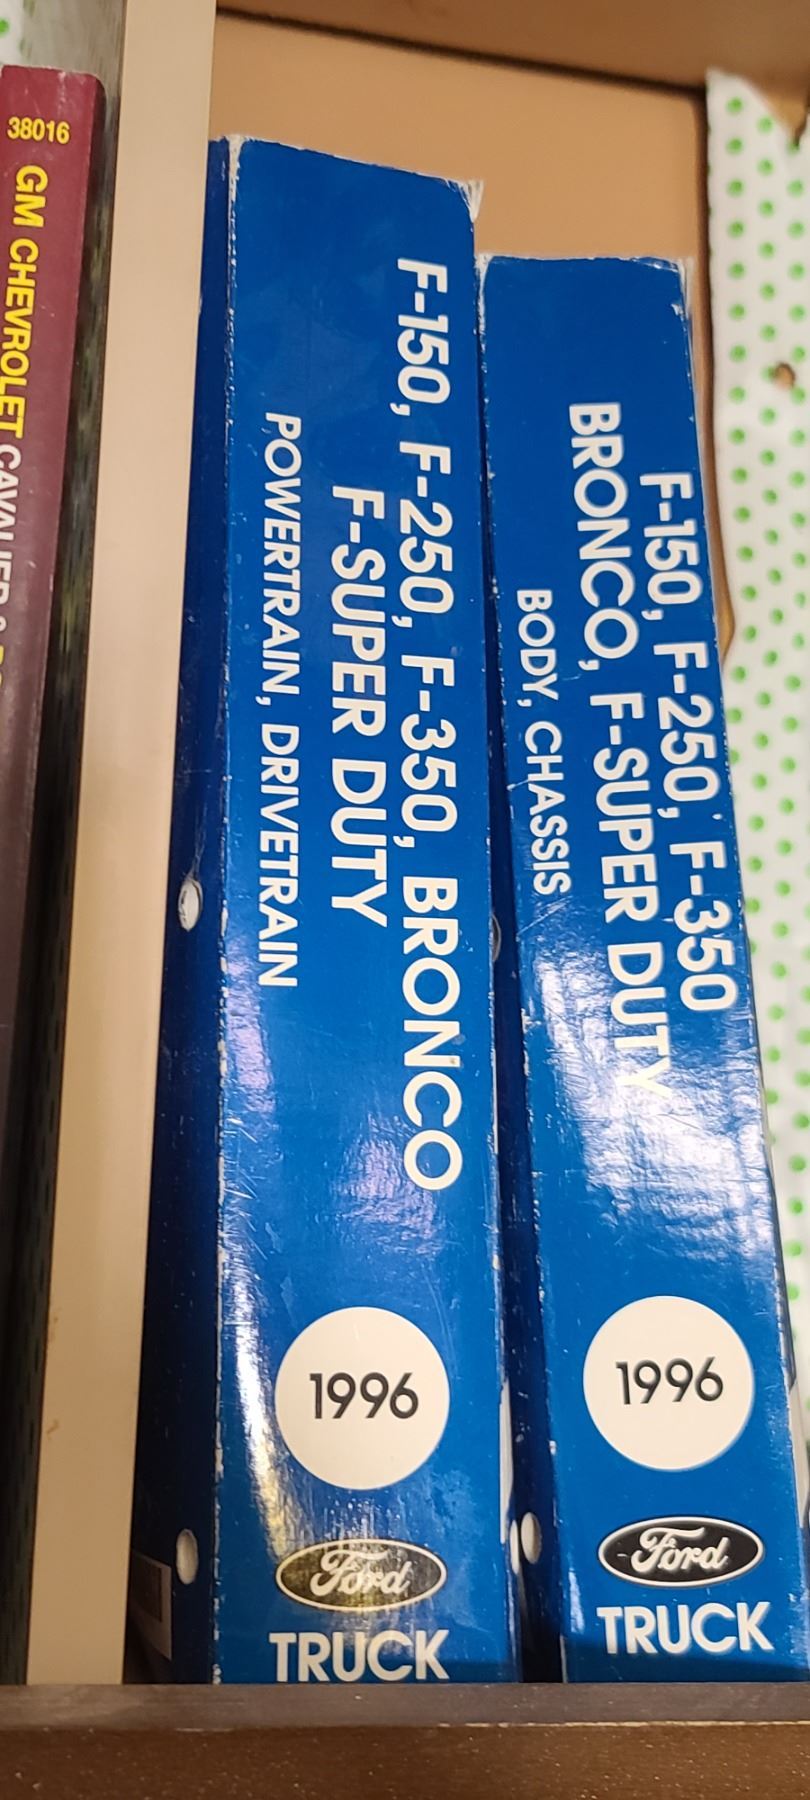 38016
GM CHEVROLET CAVALIER &
F-150, F-250, F-350, BRONCO
F-SUPER DUTY
POWERTRAIN, DRIVETRAIN
1996
Ford
TRUCK
F-150, F-250, F-350
BRONCO, F-SUPER DUTY
BODY, CHASSIS
1996
Ford
TRUCK